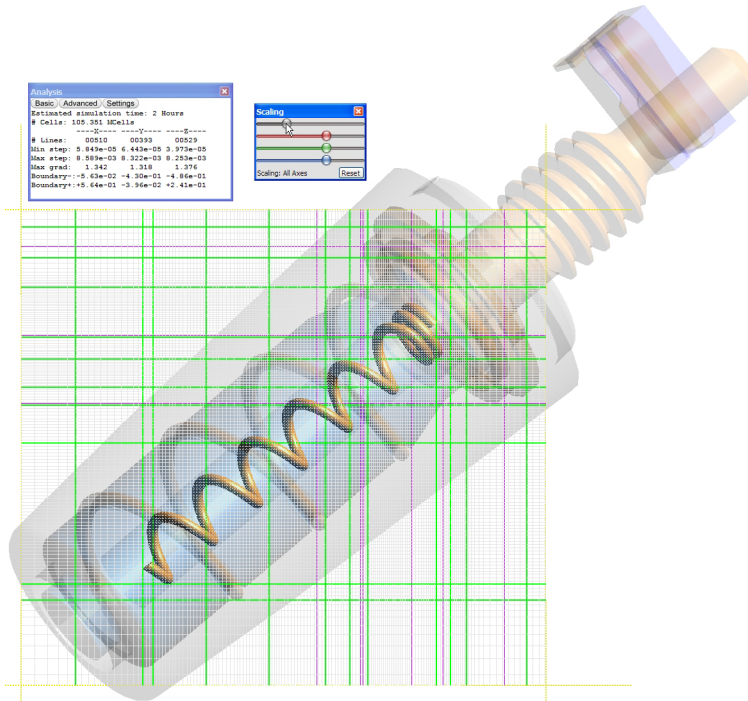 Analysis
Basic Advanced Settings
Estimated simulation time: 2 Hours
# Cells: 105.351 MCells
----X---- ----Y---- ----Z----
# Lines: 00510 00393 00529
Min step: 5.849e-05 6.443e-05 3.973e-05
Max step: 8.589e-03 8.322e-03 8.253e-03
Max grad: 1.342 1.318 1.376
Boundary-:-5.63e-02 -4.30e-01 -4.86e-01
Boundary+:+5.64e-01 -3.96e-02 +2.41e-01
Scaling
Scaling: All Axes Reset